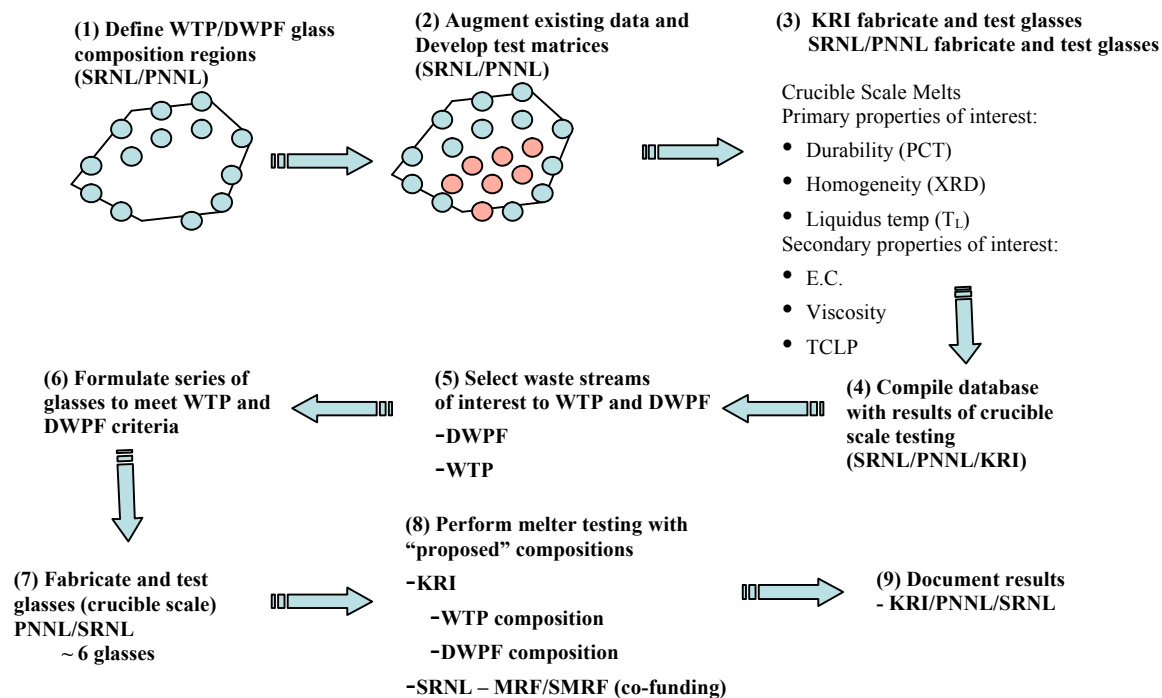 (1) Define WTP/DWPF glass
composition regions
(SRNL/PNNL)
(2) Augment existing data and
Develop test matrices
(SRNL/PNNL)
(3) KRI fabricate and test glasses
SRNL/PNNL fabricate and test glasses
Crucible Scale Melts
Primary properties of interest:
• Durability (PCT)
• Homogeneity (XRD)
• Liquidus temp (TL)
Secondary properties of interest:
• E.C.
• Viscosity
• TCLP
(4) Compile database
with results of crucible
scale testing
(SRNL/PNNL/KRI)
(5) Select waste streams
of interest to WTP and DWPF
-DWPF
-WTP
(6) Formulate series of
glasses to meet WTP and
DWPF criteria
(7) Fabricate and test
glasses (crucible scale)
PNNL/SRNL
~ 6 glasses
(8) Perform melter testing with
“proposed” compositions
-KRI
-WTP composition
-DWPF composition
-SRNL – MRF/SMRF (co-funding)
(9) Document results
- KRI/PNNL/SRNL